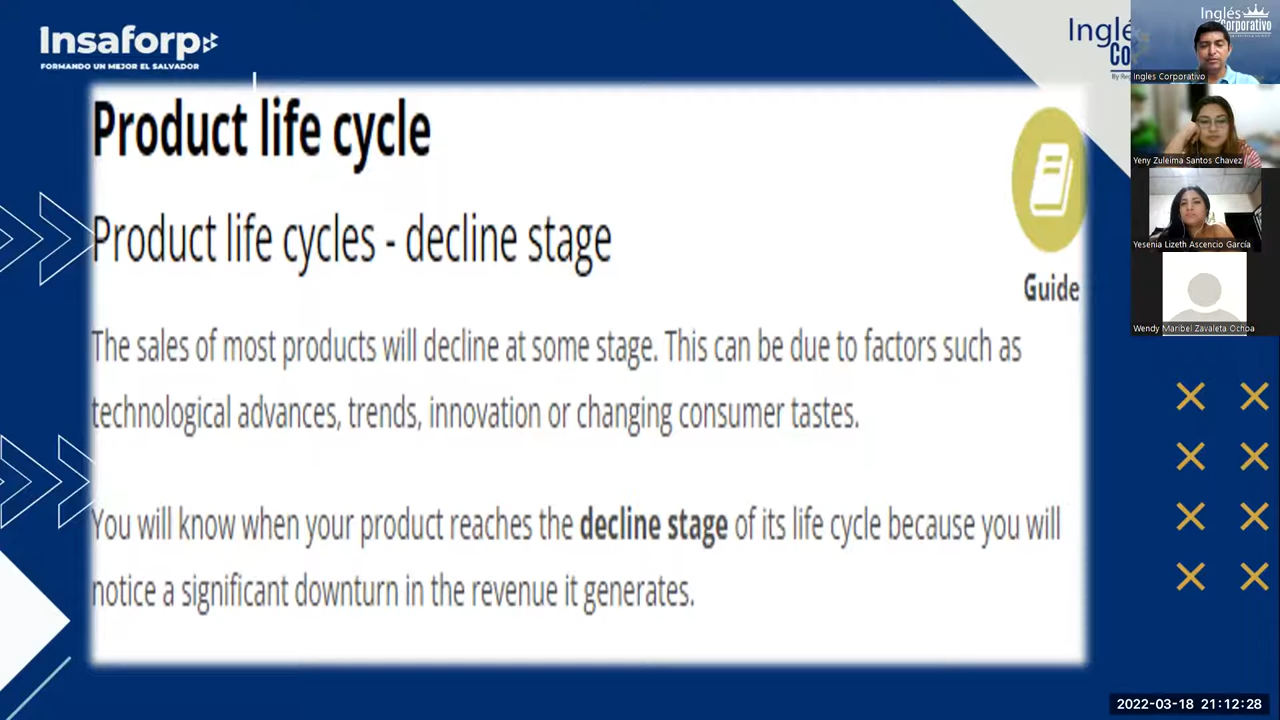 Insaforp
FORMANDO UN MEJOR EL SALVADOR
Product life cycle
Product life cycles - decline stage
Guide
The sales of most products will decline at some stage. This can be due to factors such as
technological advances, trends, innovation or changing consumer tastes.
You will know when your product reaches the decline stage of its life cycle because you will
notice a significant downturn in the revenue it generates.
Inglés
Corporativo
Ingles Corporativo
Yeny Zuleima Santos Chavez
Yesenia Lizeth Ascencio García
Wendy Maribel Zavaleta Ochoa
2022-03-18 21:12:28